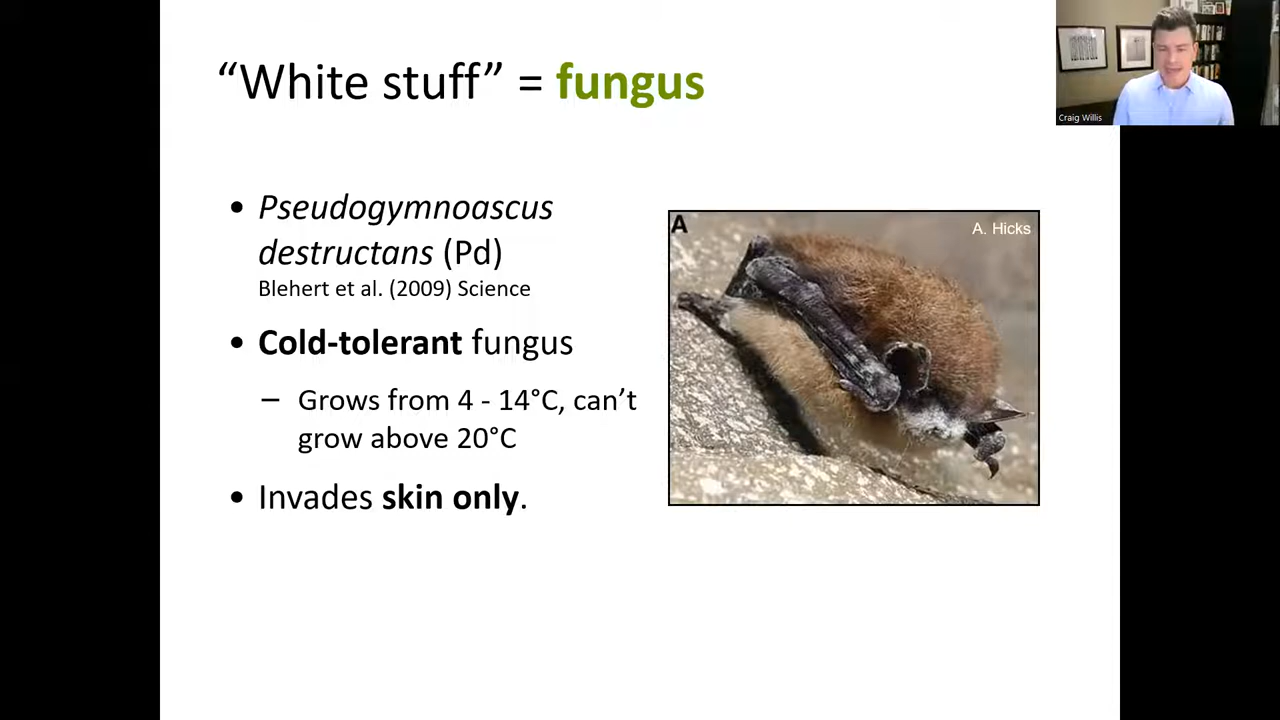 “White stuff” = fungus
Craig Willis
• Pseudogymnoascus
destructans (Pd)
Blehert et al. (2009) Science
• Cold-tolerant fungus
– Grows from 4 - 14°C, can’t
grow above 20°C
• Invades skin only.
A
A. Hicks